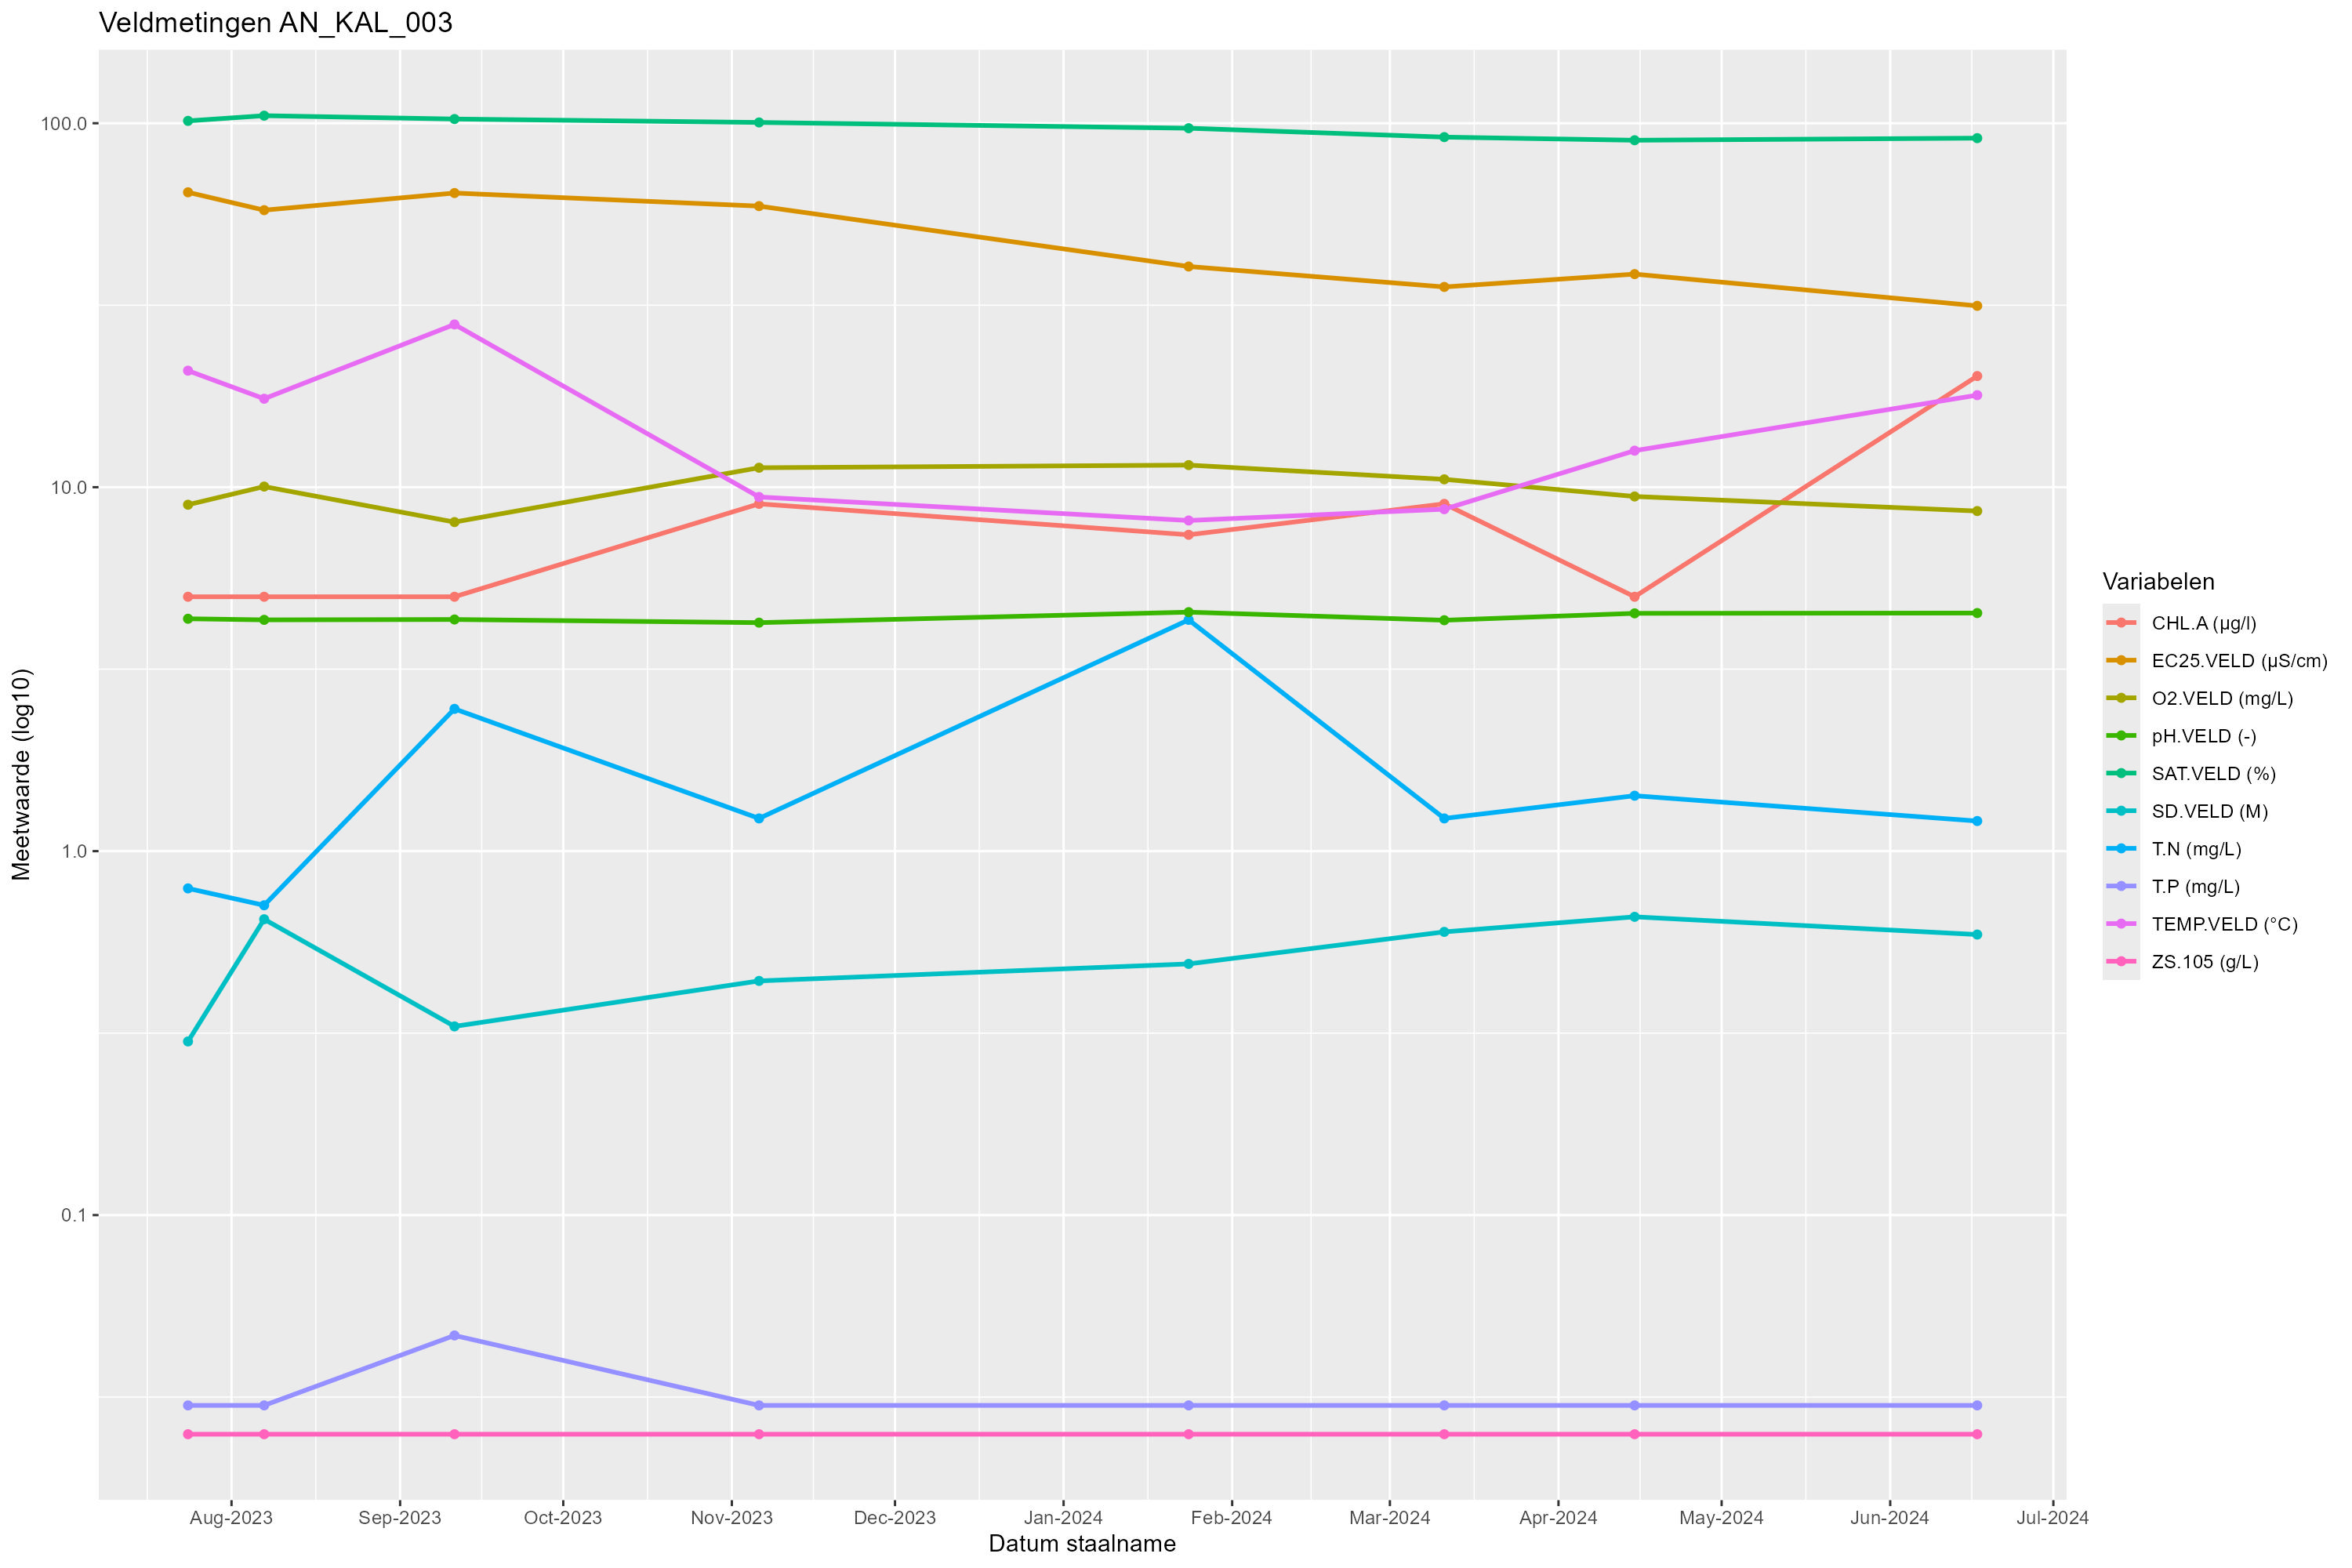 Veldmetingen AN_KAL_003
Meetwaarde (log10)
100.0
10.0
1.0
0.1
Aug-2023
Sep-2023
Oct-2023
Nov-2023
Dec-2023
Jan-2024
Feb-2024
Mar-2024
Apr-2024
May-2024
Jun-2024
Jul-2024
Datum staalname
Variabelen
CHL.A (µg/l)
EC25.VELD (µS/cm)
O2.VELD (mg/L)
pH.VELD (-)
SAT.VELD (%)
SD.VELD (M)
T.N (mg/L)
T.P (mg/L)
TEMP.VELD (°C)
ZS.105 (g/L)